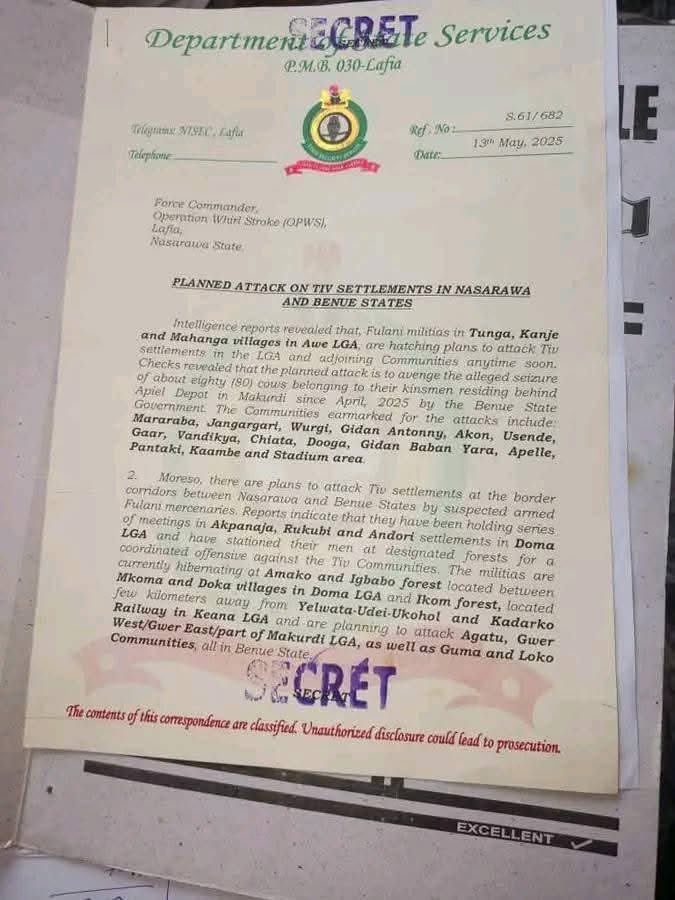 SECRET
Department of State Services
SECRET
P.M.B. 030-Lafia
Telegrams: NISEC, Lafia
Telephone:
Ref. No: S.61/682
Date: 13th May, 2025
Force Commander,
Operation Whirl Stroke (OPWS),
Lafia,
Nasarawa State.
PLANNED ATTACK ON TIV SETTLEMENTS IN NASARAWA
AND BENUE STATES
Intelligence reports revealed that, Fulani militias in Tunga, Kanje
and Mahanga villages in Awe LGA, are hatching plans to attack Tiv
settlements in the LGA and adjoining Communities anytime soon.
Checks revealed that the planned attack is to avenge the alleged seizure
of about eighty (80) cows belonging to their kinsmen residing behind
Apiel Depot in Makurdi since April, 2025 by the Benue State
Government. The Communities earmarked for the attacks include:
Mararaba, Jangargari, Wurgi, Gidan Antonny, Akon, Usende,
Gaar, Vandikya, Chiata, Dooga, Gidan Baban Yara, Apelle,
Pantaki, Kaambe and Stadium area.
2. Moreso, there are plans to attack Tiv settlements at the border
corridors between Nasarawa and Benue States by suspected armed
Fulani mercenaries. Reports indicate that they have been holding series
of meetings in Akpanaja, Rukubi and Andori settlements in Doma
LGA and have stationed their men at designated forests for a
coordinated offensive against the Tiv Communities. The militias are
currently hibernating at Amako and Igbabo forest located between
Mkoma and Doka villages in Doma LGA and Ikom forest, located
few kilometers away from Yelwata-Udei-Ukohol and Kadarko
Railway in Keana LGA and are planning to attack Agatu, Gwer
West/Gwer East/part of Makurdi LGA, as well as Guma and Loko
Communities, all in Benue State.
SECRET
SECRET
The contents of this correspondence are classified. Unauthorized disclosure could lead to prosecution.
EXCELLENT